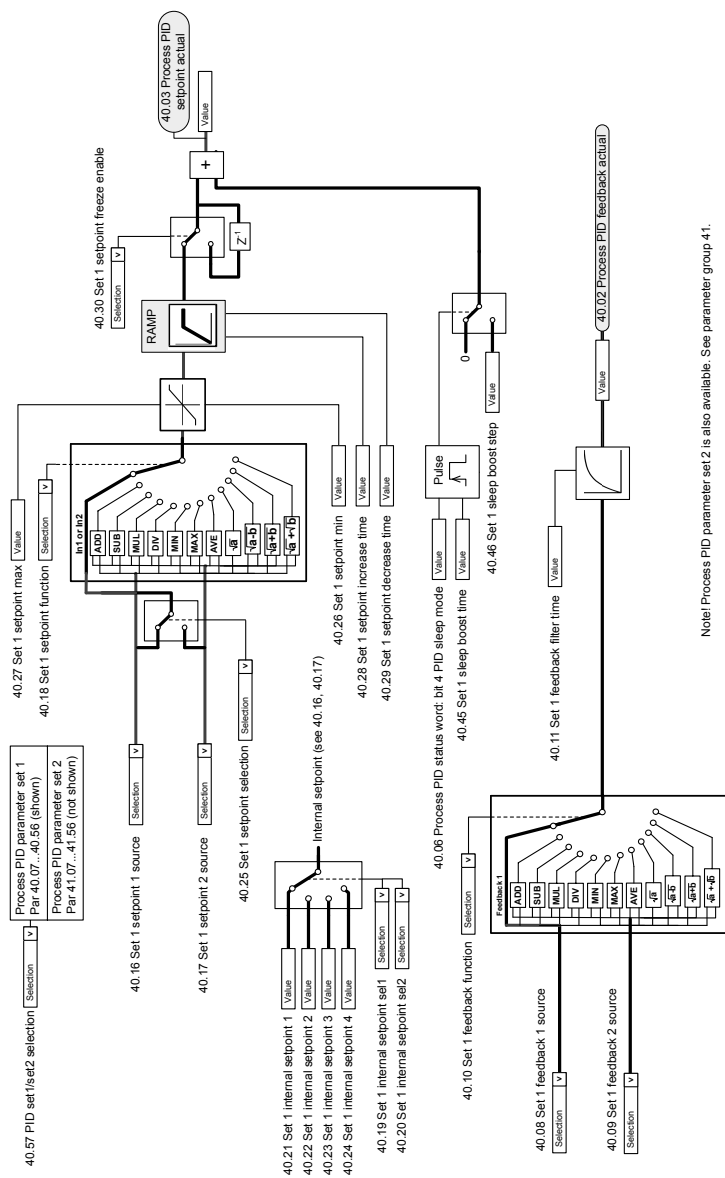 40.57 PID set1/set2 selection
Selection
Process PID parameter set 1
Par 40.07...40.56 (shown)
Process PID parameter set 2
Par 41.07...41.56 (not shown)
40.16 Set 1 setpoint 1 source
Selection
40.17 Set 1 setpoint 2 source
Selection
40.25 Set 1 setpoint selection
Selection
40.27 Set 1 setpoint max
Value
40.18 Set 1 setpoint function
Selection
In1 or In2
ADD
SUB
MUL
DIV
MIN
MAX
AVE
√a
√a-b
√a+b
√a +√b
40.26 Set 1 setpoint min
Value
40.28 Set 1 setpoint increase time
Value
40.29 Set 1 setpoint decrease time
Value
RAMP
40.30 Set 1 setpoint freeze enable
Selection
Z-1
+
40.03 Process PID
setpoint actual
Value
40.21 Set 1 internal setpoint 1
Value
40.22 Set 1 internal setpoint 2
Value
40.23 Set 1 internal setpoint 3
Value
40.24 Set 1 internal setpoint 4
Value
Internal setpoint (see 40.16, 40.17)
40.19 Set 1 internal setpoint sel1
Selection
40.20 Set 1 internal setpoint sel2
Selection
40.06 Process PID status word: bit 4 PID sleep mode
Value
40.45 Set 1 sleep boost time
Value
Pulse
0
40.46 Set 1 sleep boost step
Value
40.10 Set 1 feedback function
Selection
40.08 Set 1 feedback 1 source
Selection
40.09 Set 1 feedback 2 source
Selection
Feedback 1
ADD
SUB
MUL
DIV
MIN
MAX
AVE
√a
√a-b
√a+b
√a +√b
40.11 Set 1 feedback filter time
Value
Value
40.02 Process PID feedback actual
Note! Process PID parameter set 2 is also available. See parameter group 41.